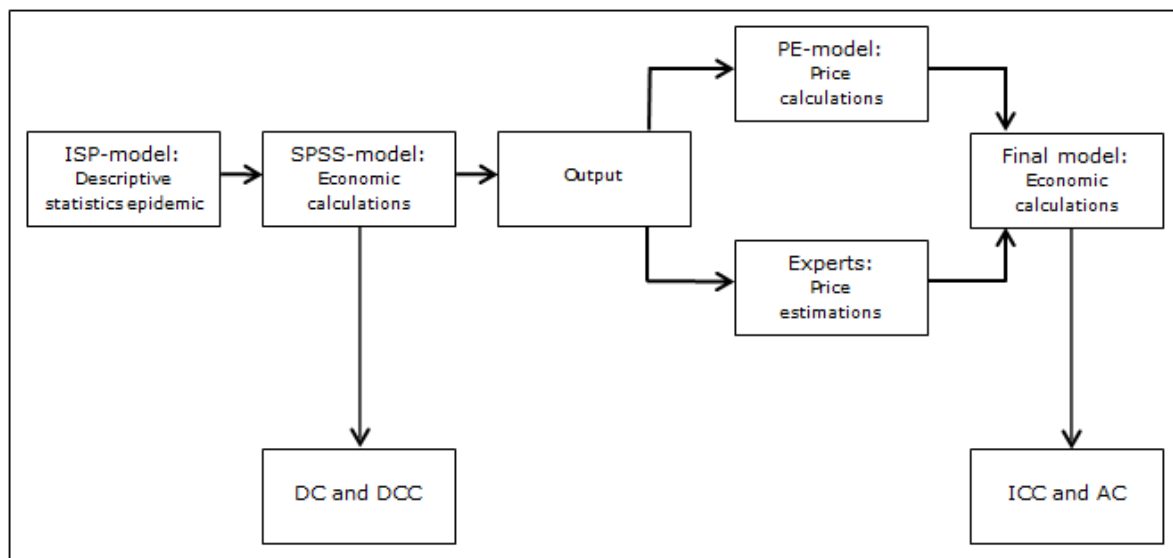 ISP-model:
Descriptive
statistics epidemic
SPSS-model:
Economic
calculations
Output
PE-model:
Price
calculations
Experts:
Price
estimations
Final model:
Economic
calculations
DC and DCC
ICC and AC